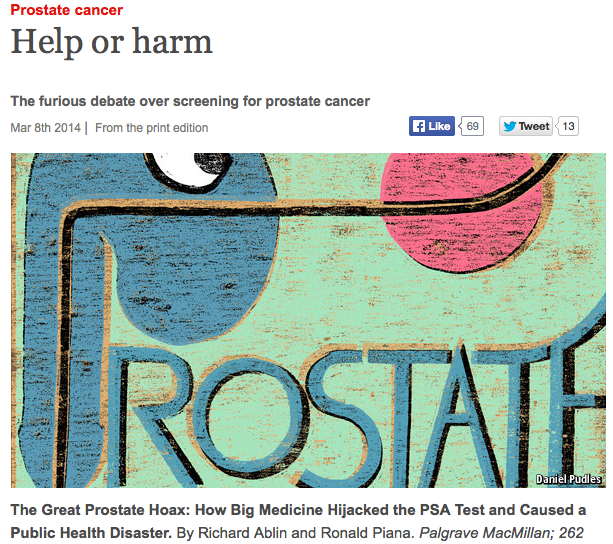 Prostate cancer
Help or harm
The furious debate over screening for prostate cancer
Mar 8th 2014 | From the print edition
Like 69 Tweet 13
PROSTATE
Daniel Pudles
The Great Prostate Hoax: How Big Medicine Hijacked the PSA Test and Caused a
Public Health Disaster. By Richard Ablin and Ronald Piana. Palgrave MacMillan; 262